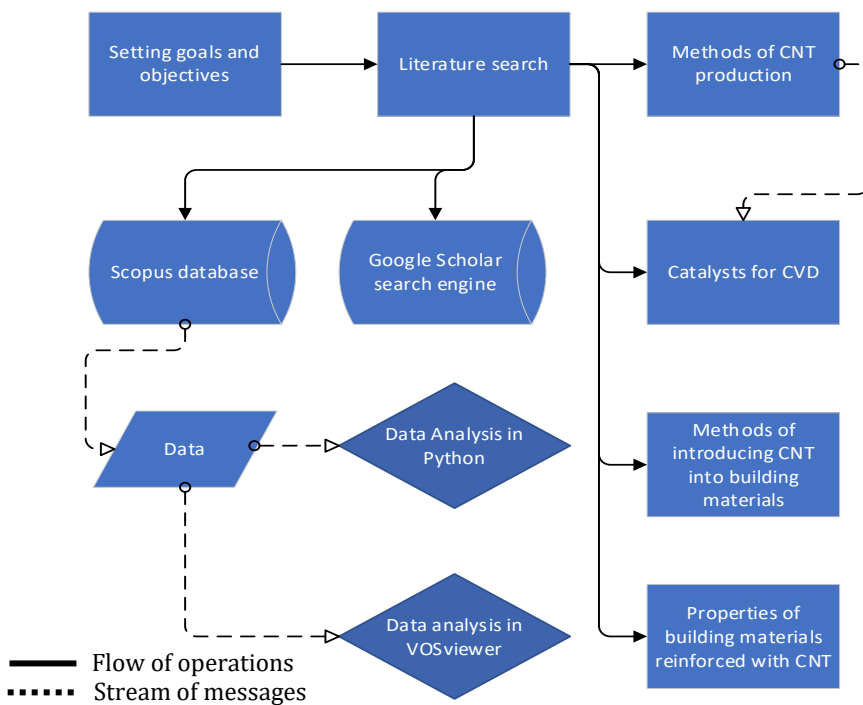 Setting goals and
objectives
Literature search
Methods of CNT
production
Scopus database
Google Scholar
search engine
Catalysts for CVD
Data
Data Analysis in
Python
Methods of
introducing CNT
into building
materials
Data analysis in
VOSviewer
Properties of
building materials
reinforced with CNT
Flow of operations
Stream of messages